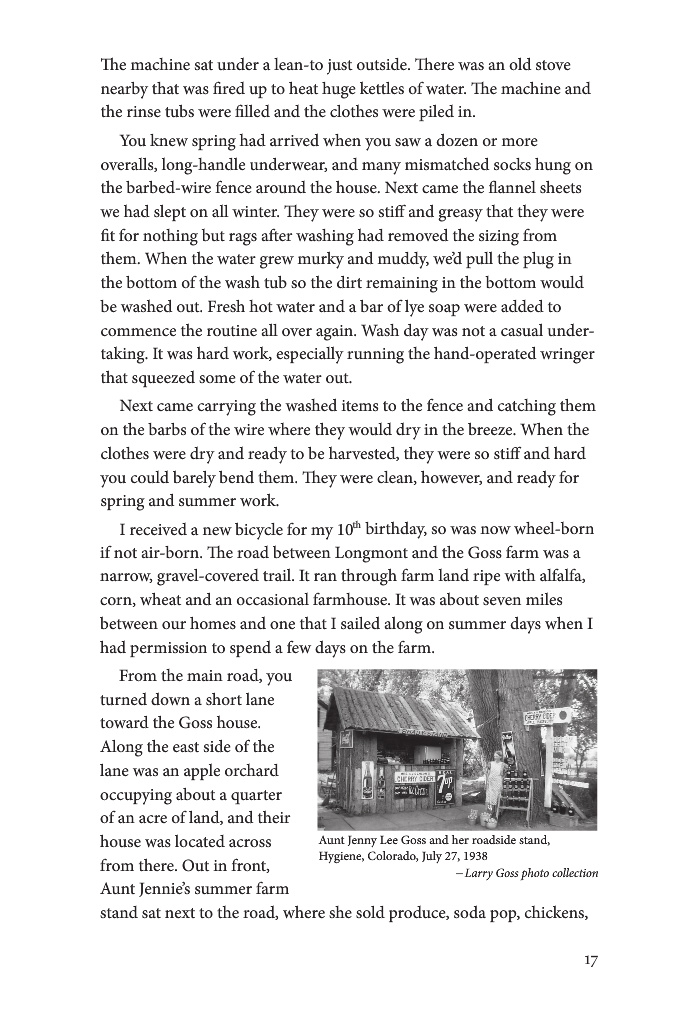 The machine sat under a lean-to just outside. There was an old stove
nearby that was fired up to heat huge kettles of water. The machine and
the rinse tubs were filled and the clothes were piled in.
You knew spring had arrived when you saw a dozen or more
overalls, long-handle underwear, and many mismatched socks hung on
the barbed-wire fence around the house. Next came the flannel sheets
we had slept on all winter. They were so stiff and greasy that they were
fit for nothing but rags after washing had removed the sizing from
them. When the water grew murky and muddy, we'd pull the plug in
the bottom of the wash tub so the dirt remaining in the bottom would
be washed out. Fresh hot water and a bar of lye soap were added to
commence the routine all over again. Wash day was not a casual under-
taking. It was hard work, especially running the hand-operated wringer
that squeezed some of the water out.
Next came carrying the washed items to the fence and catching them
on the barbs of the wire where they would dry in the breeze. When the
clothes were dry and ready to be harvested, they were so stiff and hard
you could barely bend them. They were clean, however, and ready for
spring and summer work.
I received a new bicycle for my 10th birthday, so was now wheel-born
if not air-born. The road between Longmont and the Goss farm was a
narrow, gravel-covered trail. It ran through farm land ripe with alfalfa,
corn, wheat and an occasional farmhouse. It was about seven miles
between our homes and one that I sailed along on summer days when I
had permission to spend a few days on the farm.
From the main road, you
turned down a short lane
toward the Goss house.
Along the east side of the
lane was an apple orchard
occupying about a quarter
of an acre of land, and their
house was located across
from there. Out in front,
Aunt Jennie's summer farm
stand sat next to the road, where she sold produce, soda pop, chickens,
CHERRY CIDER
7up
CHERRY CIDER
Aunt Jenny Lee Goss and her roadside stand,
Hygiene, Colorado, July 27, 1938
– Larry Goss photo collection
17